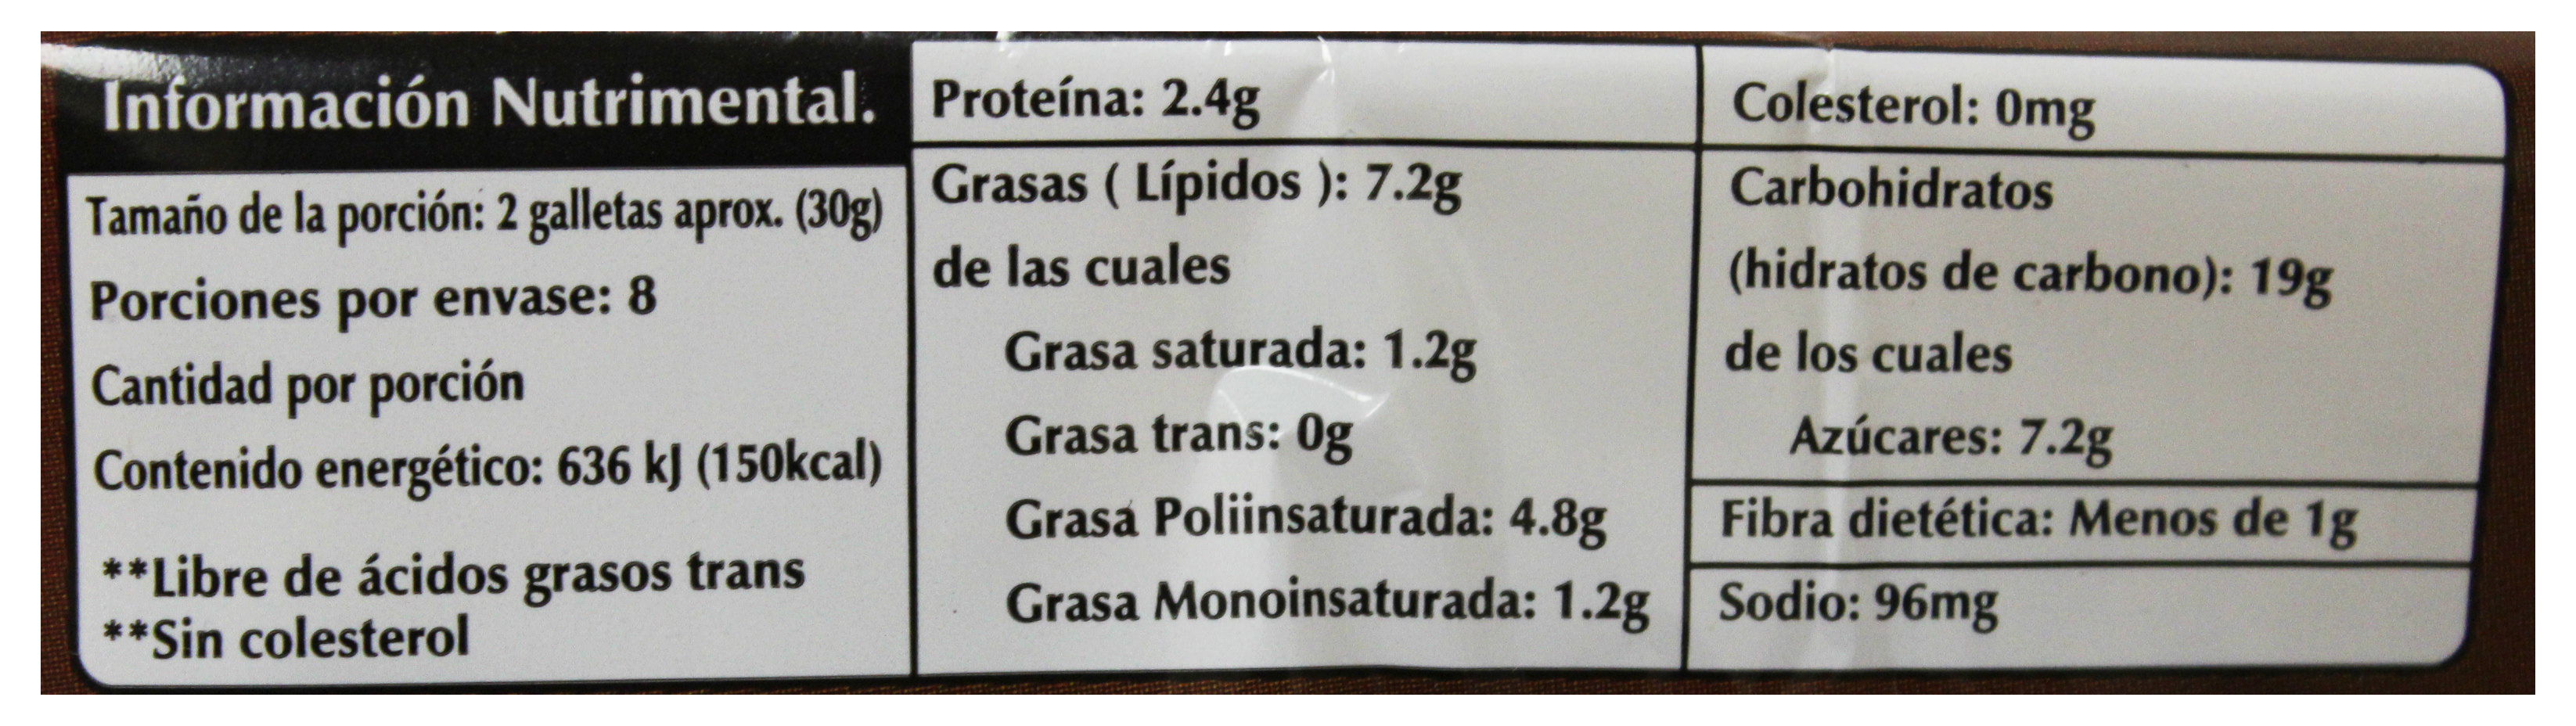 Información Nutrimental.
Tamaño de la porción: 2 galletas aprox. (30g)
Porciones por envase: 8
Cantidad por porción
Contenido energético: 636 kJ (150kcal)
**Libre de ácidos grasos trans
**Sin colesterol
Proteína: 2.4g
Grasas ( Lípidos ): 7.2g
de las cuales
Grasa saturada: 1.2g
Grasa trans: 0g
Grasa Poliinsaturada: 4.8g
Grasa Monoinsaturada: 1.2g
Colesterol: 0mg
Carbohidratos
(hidratos de carbono): 19g
de los cuales
Azúcares: 7.2g
Fibra dietética: Menos de 1g
Sodio: 96mg